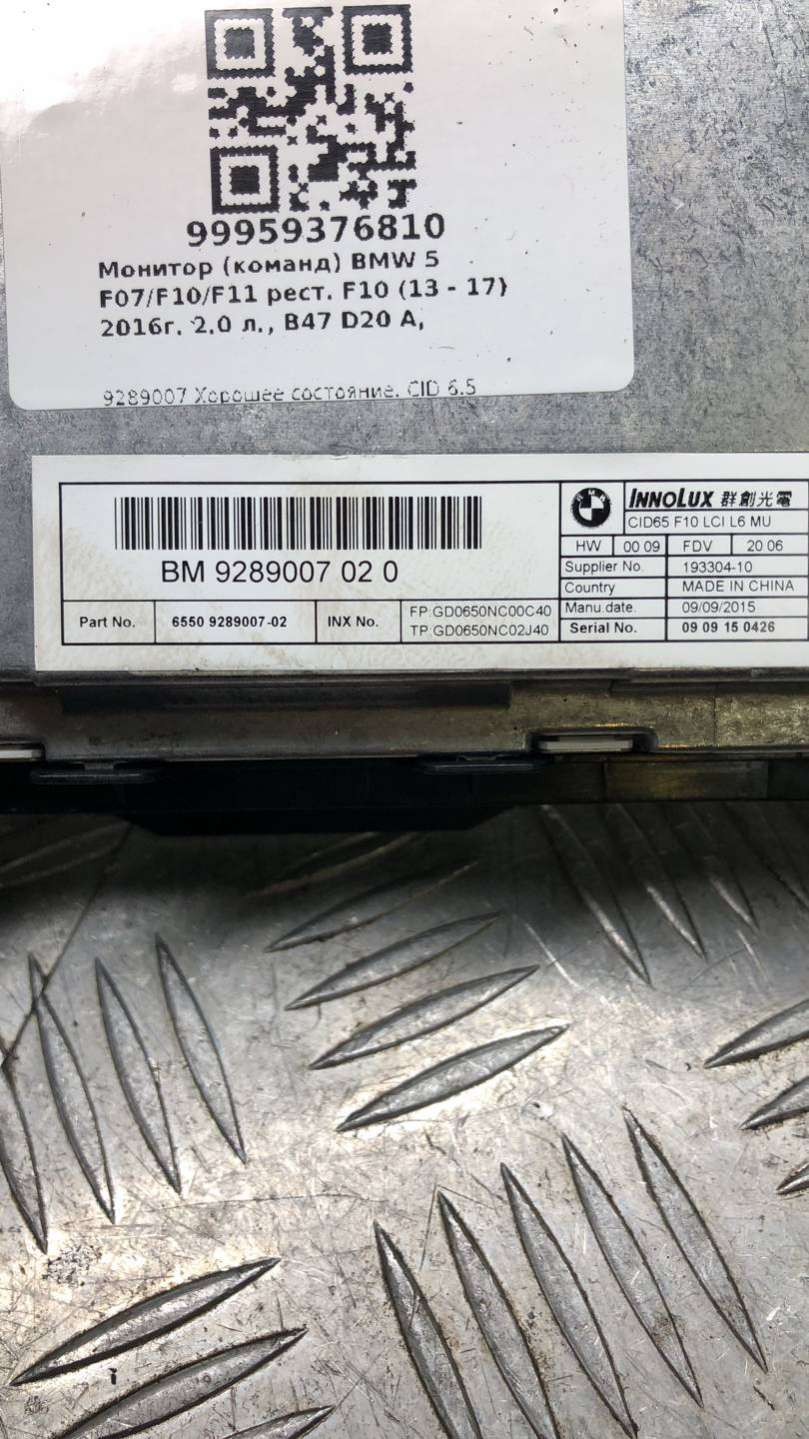 99959376810
Монитор (команд) BMW 5
F07/F10/F11 рест. F10 (13 - 17)
2016г. 2.0 л., B47 D20 A,
9289007 Хорошее состояние. CID 6.5
BM 9289007 02 0
Part No. 6550 9289007-02 INX No. FP:GD0650NC00C40
TP:GD0650NC02J40
INNOLUX 群創光電
CID65 F10 LCI L6 MU
HW 00 09 FDV 20 06
Supplier No. 193304-10
Country MADE IN CHINA
Manu.date. 09/09/2015
Serial No. 09 09 15 0426